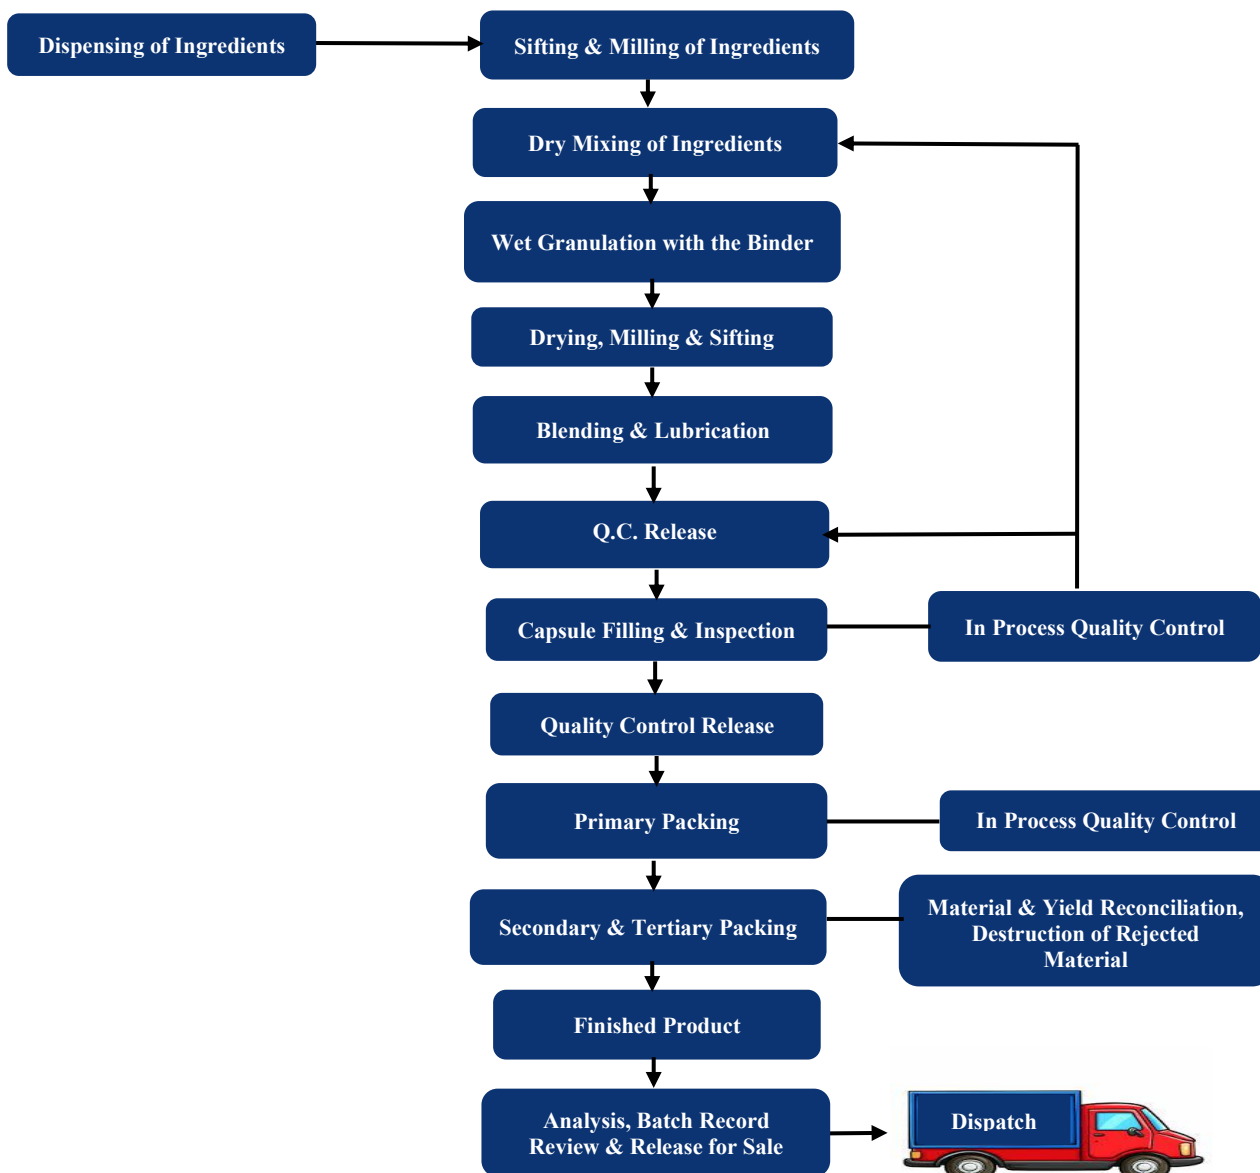 Dispensing of Ingredients
Sifting & Milling of Ingredients
Dry Mixing of Ingredients
Wet Granulation with the Binder
Drying, Milling & Sifting
Blending & Lubrication
Q.C. Release
Capsule Filling & Inspection
In Process Quality Control
Quality Control Release
Primary Packing
In Process Quality Control
Secondary & Tertiary Packing
Material & Yield Reconciliation,
Destruction of Rejected
Material
Finished Product
Analysis, Batch Record
Review & Release for Sale
Dispatch